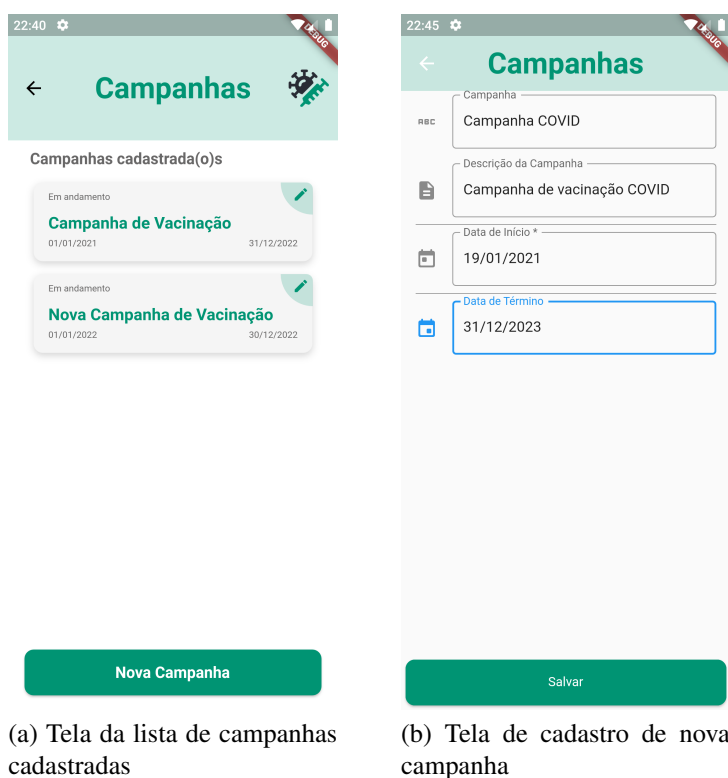 22:40
DEBUG
Campanhas
Campanhas cadastrada(o)s
Em andamento
Campanha de Vacinação
01/01/2021 31/12/2022
Em andamento
Nova Campanha de Vacinação
01/01/2022 30/12/2022
Nova Campanha
(a) Tela da lista de campanhas
cadastradas
22:45
DEBUG
Campanhas
Campanha
ABC
Campanha COVID
Descrição da Campanha
Campanha de vacinação COVID
Data de Início *
19/01/2021
Data de Término
31/12/2023
Salvar
(b) Tela de cadastro de nova
campanha